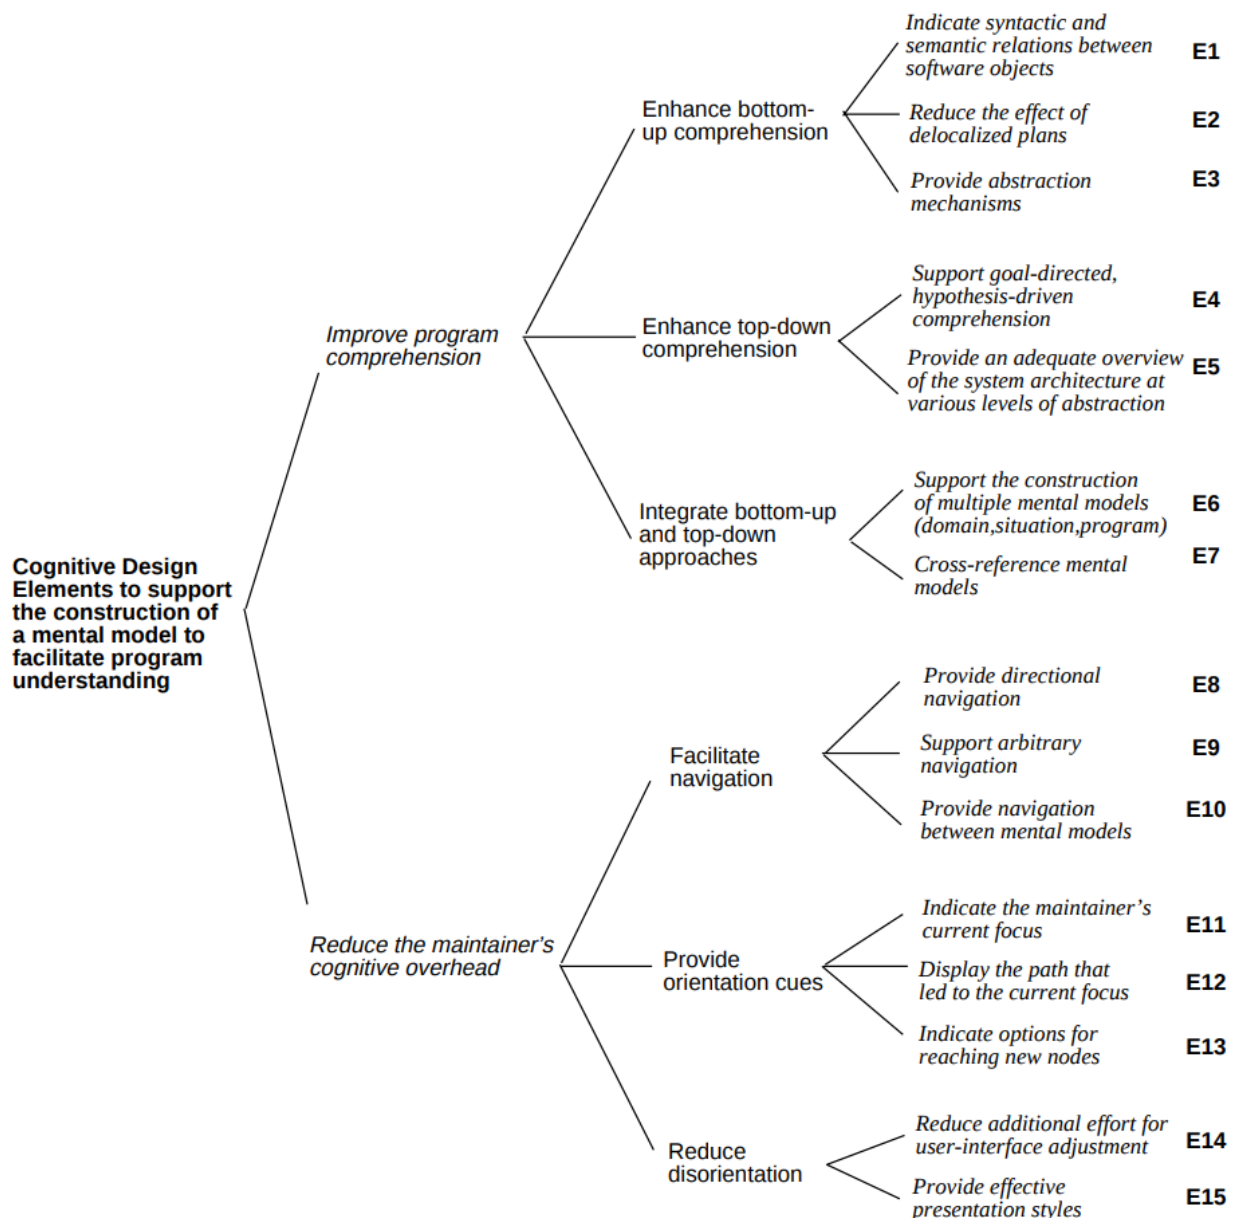 Indicate syntactic and
semantic relations between
software objects
E1
Enhance bottom-
up comprehension
Reduce the effect of
delocalized plans
E2
Provide abstraction
mechanisms
E3
Improve program
comprehension
Enhance top-down
comprehension
Support goal-directed,
hypothesis-driven
comprehension
E4
Provide an adequate overview
of the system architecture at
various levels of abstraction
E5
Integrate bottom-up
and top-down
approaches
Support the construction
of multiple mental models
(domain,situation,program)
E6
Cross-reference mental
models
E7
Cognitive Design
Elements to support
the construction of
a mental model to
facilitate program
understanding
Facilitate
navigation
Provide directional
navigation
E8
Support arbitrary
navigation
E9
Provide navigation
between mental models
E10
Reduce the maintainer’s
cognitive overhead
Provide
orientation cues
Indicate the maintainer’s
current focus
E11
Display the path that
led to the current focus
E12
Indicate options for
reaching new nodes
E13
Reduce
disorientation
Reduce additional effort for
user-interface adjustment
E14
Provide effective
presentation styles
E15